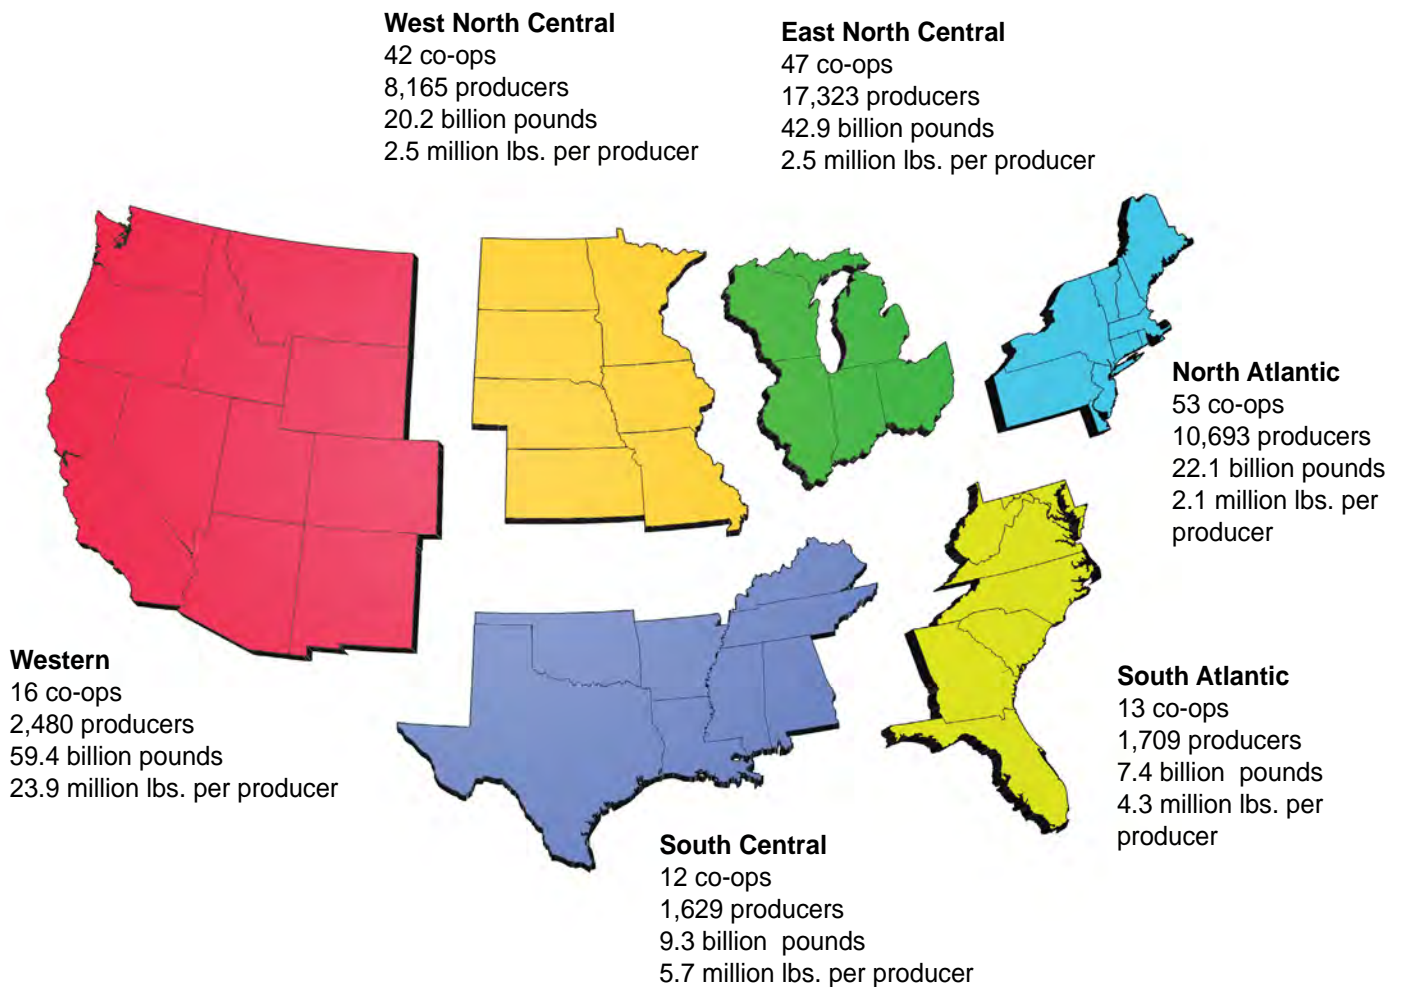 West North Central
42 co-ops
8,165 producers
20.2 billion pounds
2.5 million lbs. per producer
East North Central
47 co-ops
17,323 producers
42.9 billion pounds
2.5 million lbs. per producer
North Atlantic
53 co-ops
10,693 producers
22.1 billion pounds
2.1 million lbs. per
producer
Western
16 co-ops
2,480 producers
59.4 billion pounds
23.9 million lbs. per producer
South Atlantic
13 co-ops
1,709 producers
7.4 billion  pounds
4.3 million lbs. per
producer
South Central
12 co-ops
1,629 producers
9.3 billion  pounds
5.7 million lbs. per producer